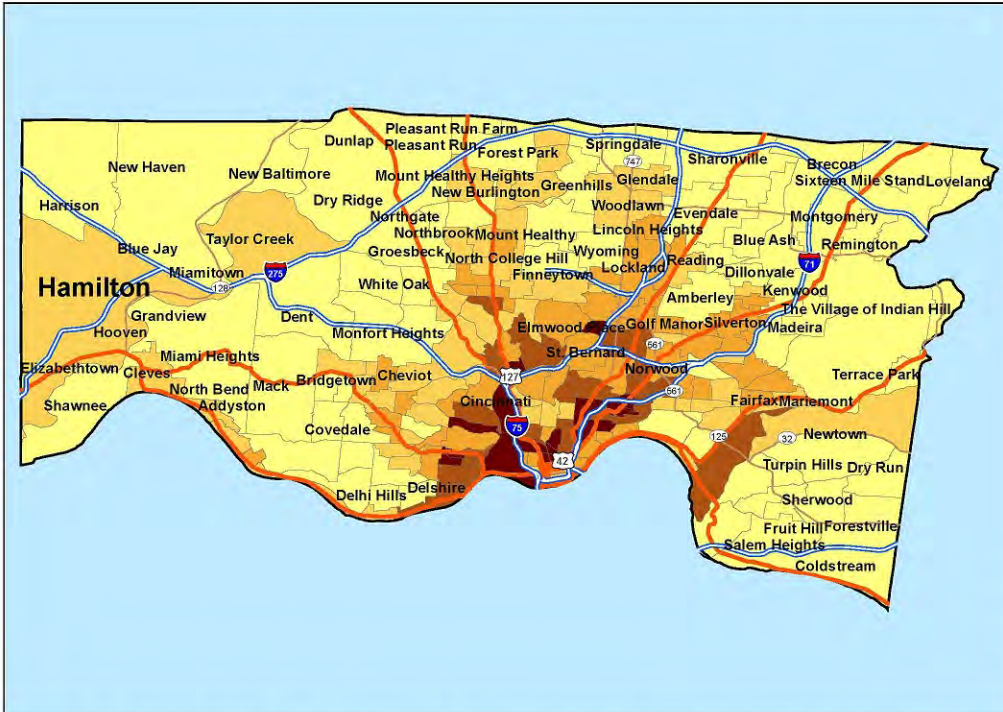 Pleasant Run Farm
Dunlap
Pleasant Run
Springdale
Forest Park
Sharonville
Brecon
747
New Haven
New Baltimore
Mount Healthy Heights
Greenhills
Glendale
Sixteen Mile Stand
Loveland
New Burlington
Harrison
Dry Ridge
Northgate
Woodlawn
Evendale
Montgomery
Northbrook
Mount Healthy
Lincoln Heights
Blue Jay
Taylor Creek
Groesbeck
North College Hill
Wyoming
Reading
Blue Ash
Remington
Miamitown
275
Finneytown
Lockland
Dillonvale
71
Hamilton
128
White Oak
Amberley
Kenwood
The Village of Indian Hill
Grandview
Dent
Hooven
Monfort Heights
Elmwood
Golf Manor
Silverton
Madeira
561
Elizabethtown
Miami Heights
St. Bernard
Cleves
Bridgetown
Cheviot
127
Norwood
Terrace Park
Shawnee
North Bend
Mack
561
Addyston
Cincinnati
Fairfax
Mariemont
75
Covedale
125
32
Newtown
42
Turpin Hills
Dry Run
Delshire
Delhi Hills
Sherwood
Fruit Hill
Forestville
Salem Heights
Coldstream